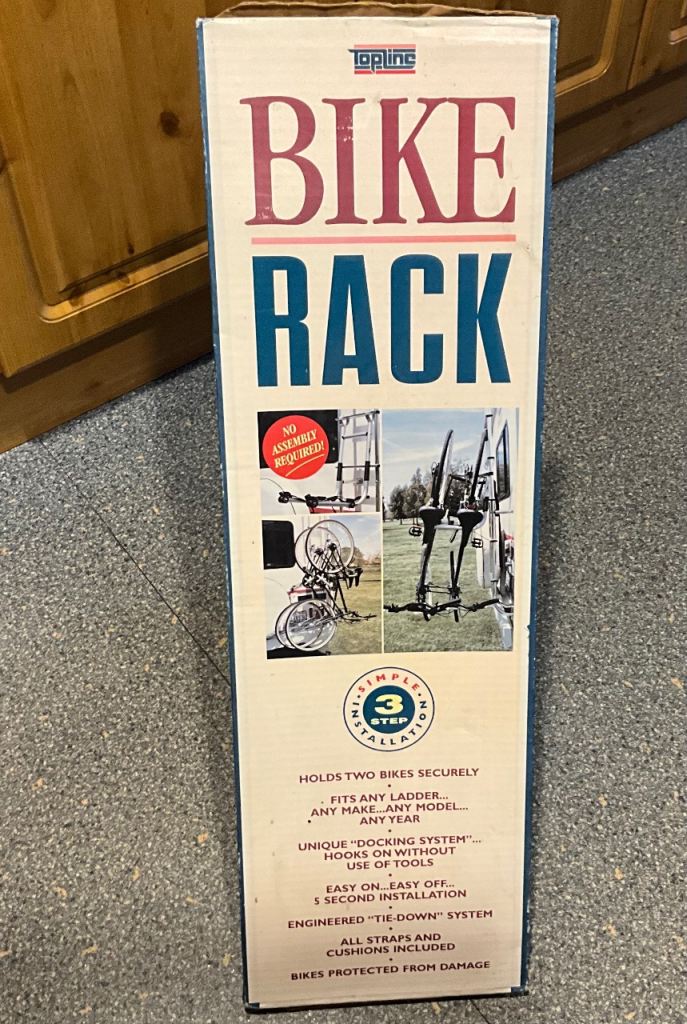 TopLine
BIKE
RACK
NO
ASSEMBLY
REQUIRED!
SIMPLE
3
STEP
INSTALLATION
HOLDS TWO BIKES SECURELY
FITS ANY LADDER...
ANY MAKE...ANY MODEL...
ANY YEAR
UNIQUE "DOCKING SYSTEM"...
HOOKS ON WITHOUT
USE OF TOOLS
EASY ON...EASY OFF...
5 SECOND INSTALLATION
ENGINEERED "TIE-DOWN" SYSTEM
ALL STRAPS AND
CUSHIONS INCLUDED
BIKES PROTECTED FROM DAMAGE